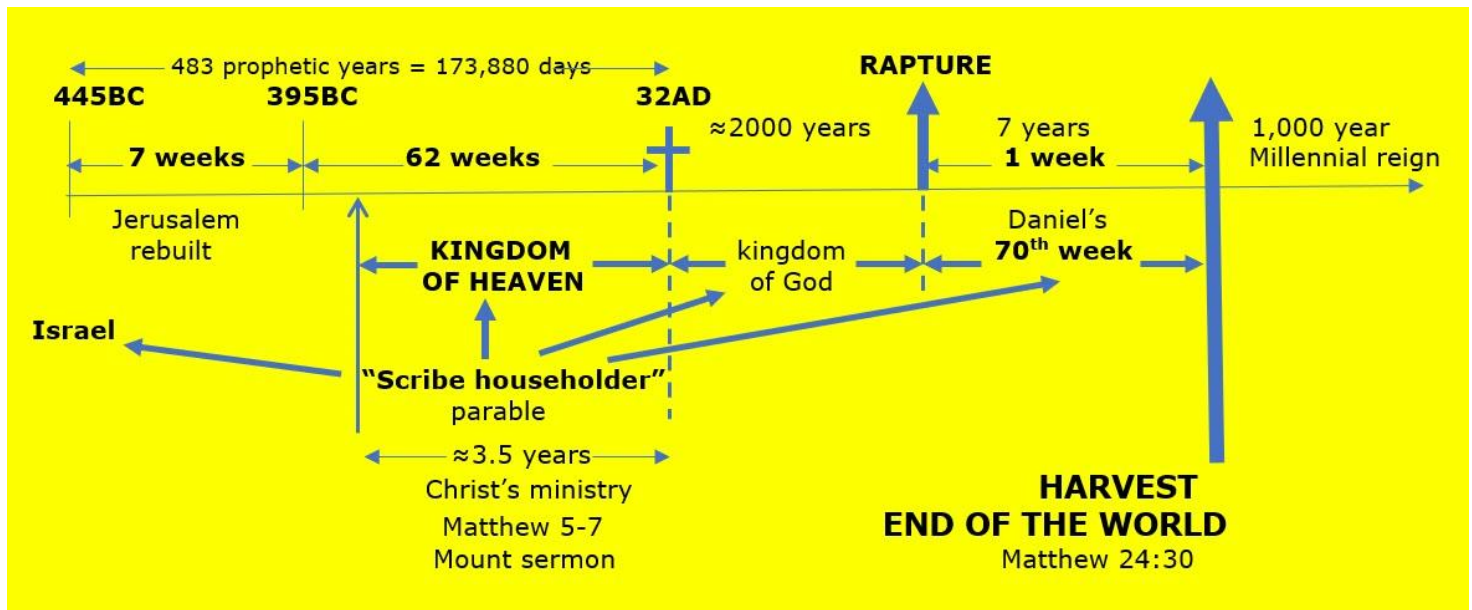 483 prophetic years = 173,880 days
445BC
395BC
32AD
RAPTURE
≈2000 years
7 years
1 week
1,000 year
Millennial reign
7 weeks
62 weeks
Jerusalem
rebuilt
KINGDOM
OF HEAVEN
kingdom
of God
Daniel’s
70th week
Israel
“Scribe householder”
parable
≈3.5 years
Christ’s ministry
Matthew 5-7
Mount sermon
HARVEST
END OF THE WORLD
Matthew 24:30